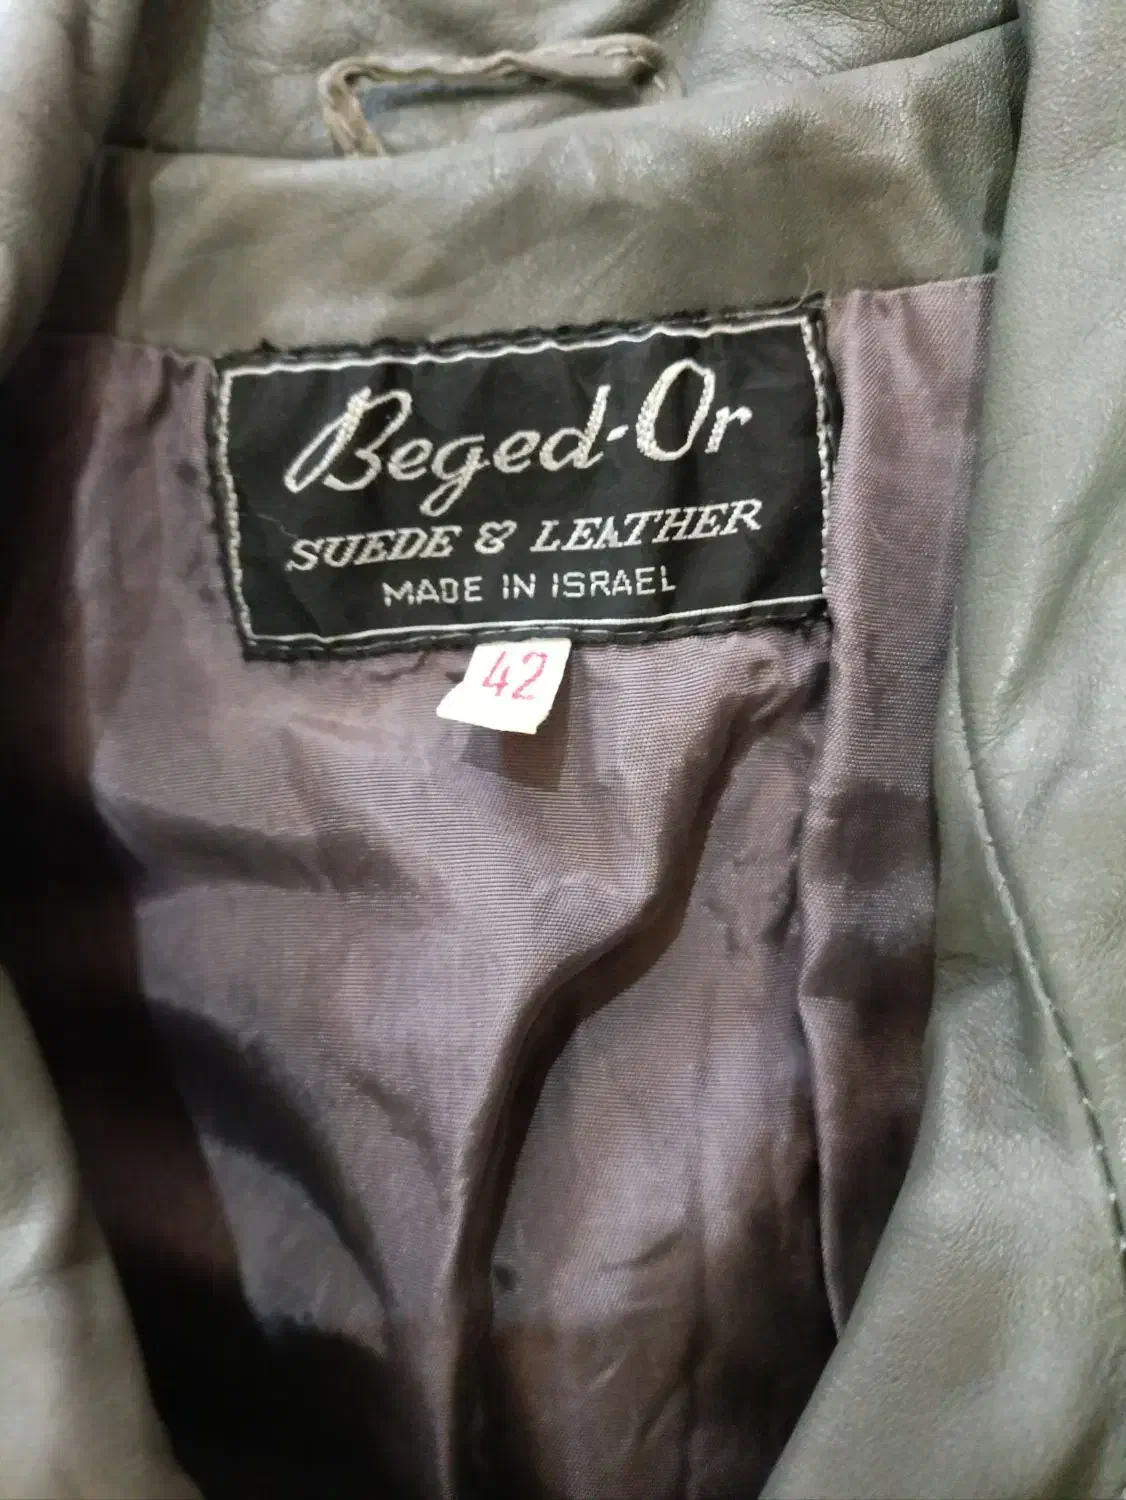 Beged-Or
SUEDE & LEATHER
MADE IN ISRAEL
42